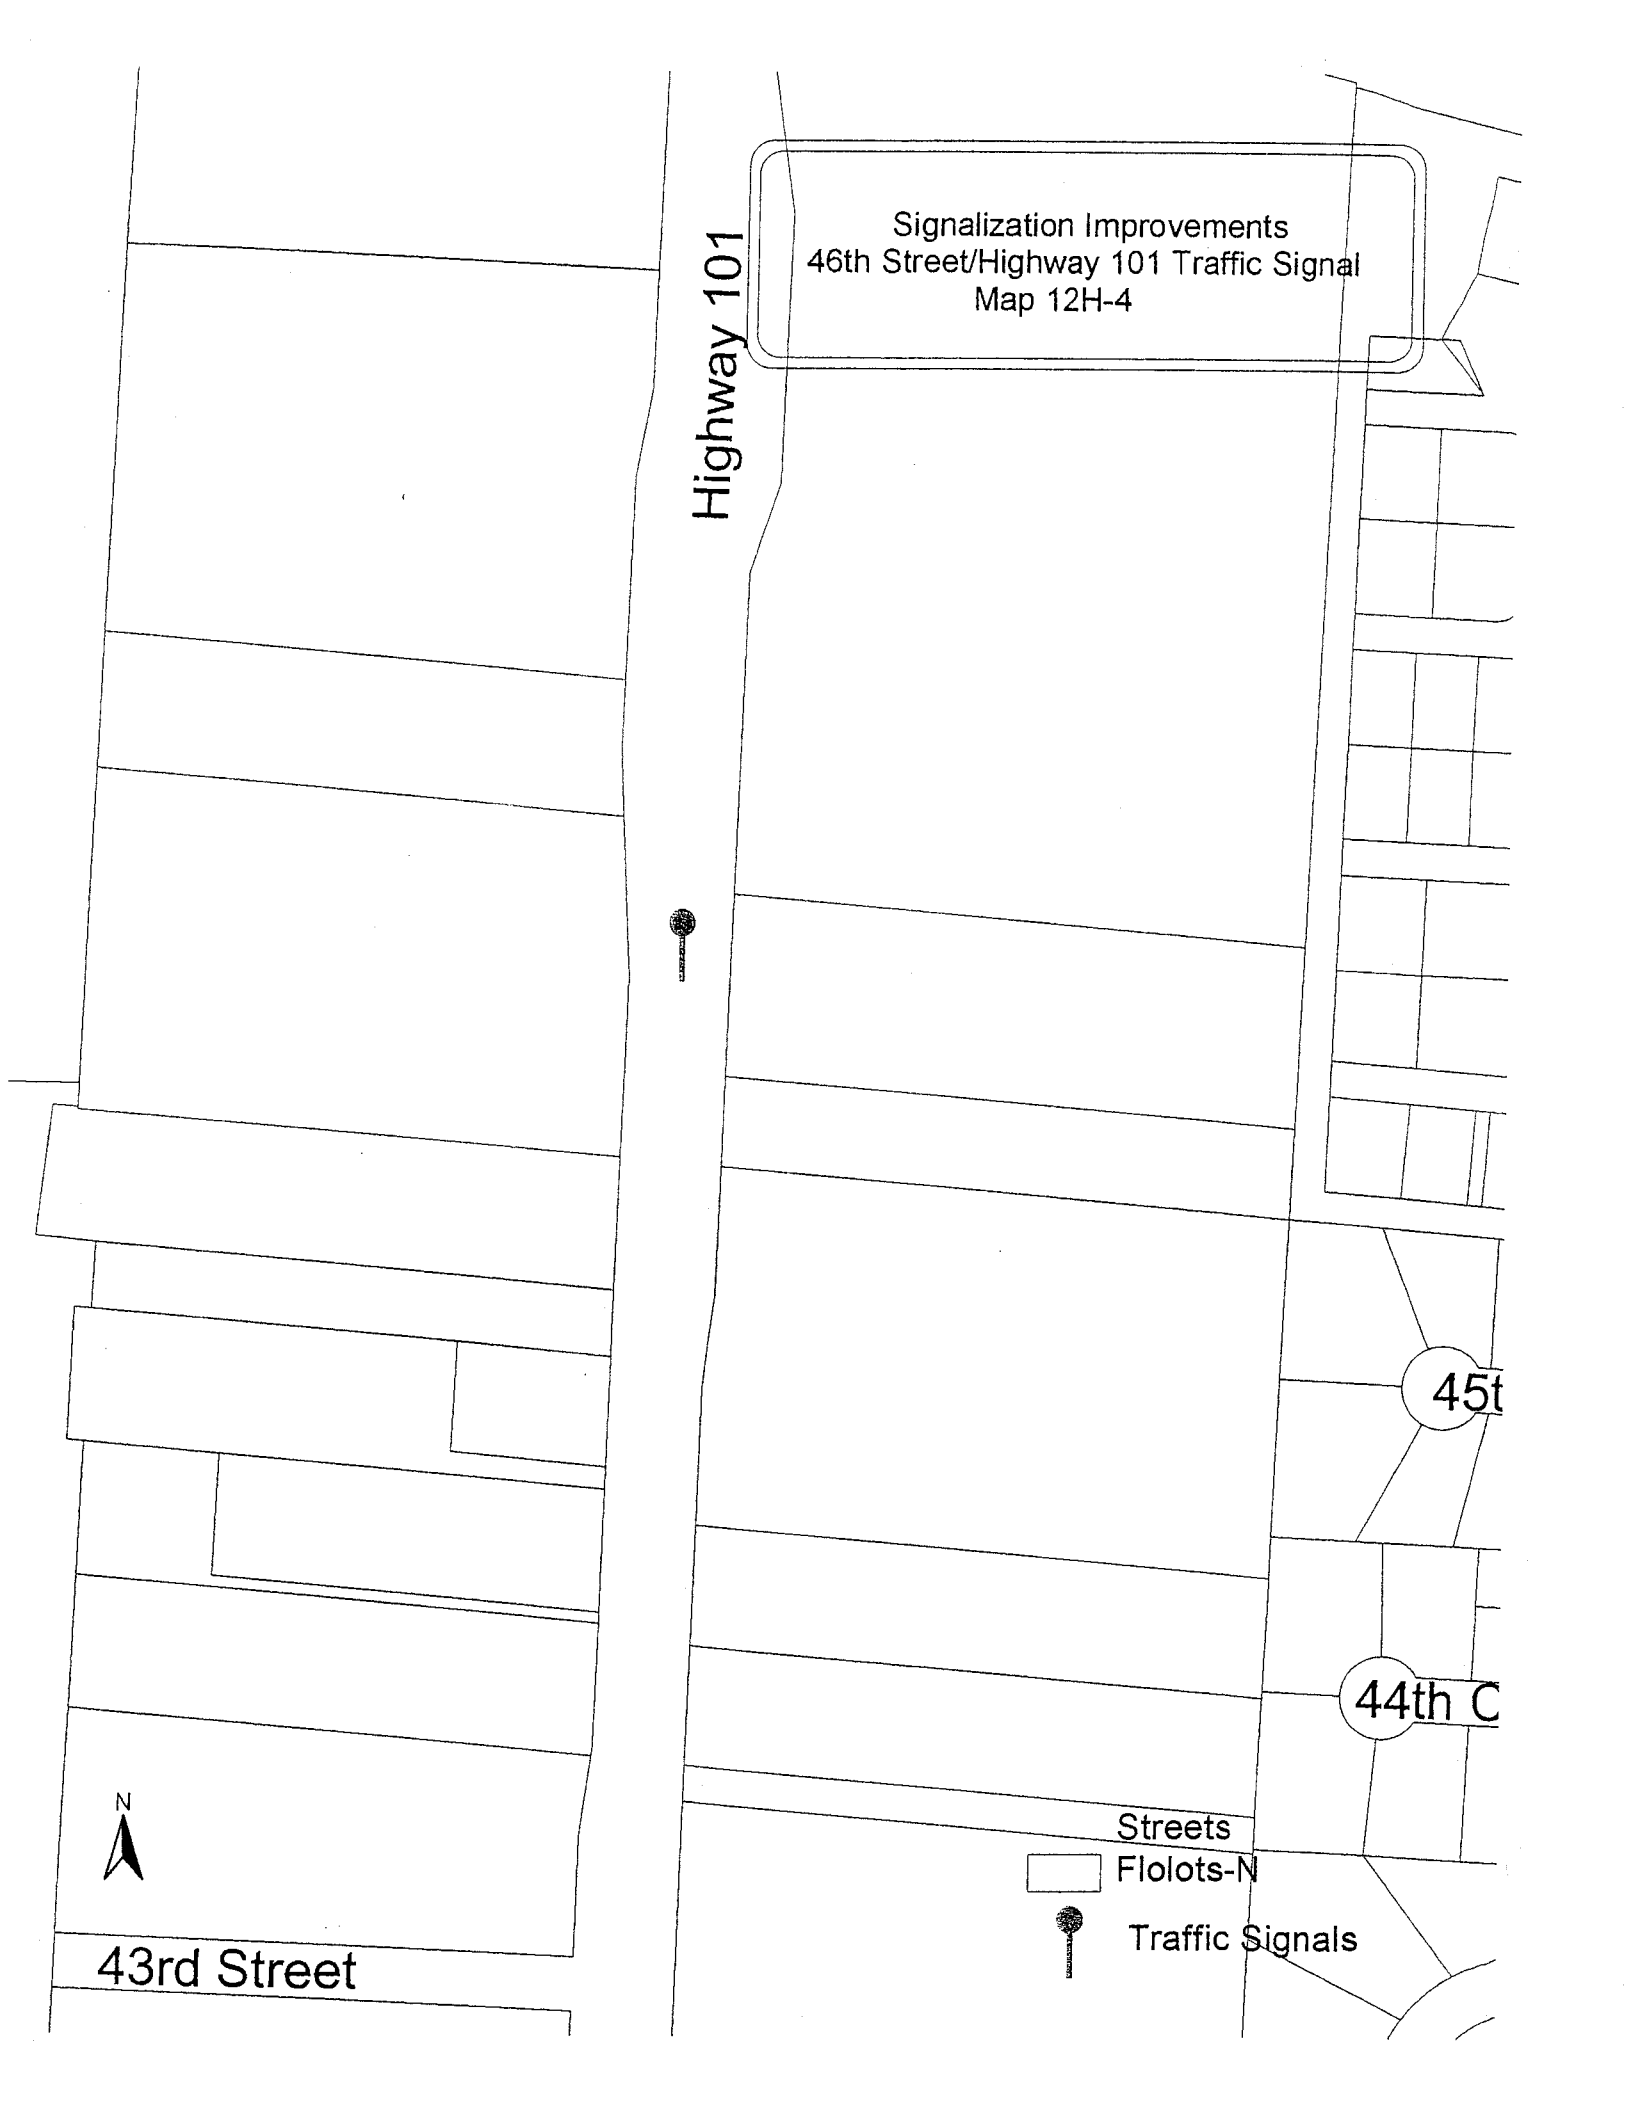 Signalization Improvements
46th Street/Highway 101 Traffic Signal
Map 12H-4
Highway 101
45t
44th C
N
Streets
Flolots-N
Traffic Signals
43rd Street